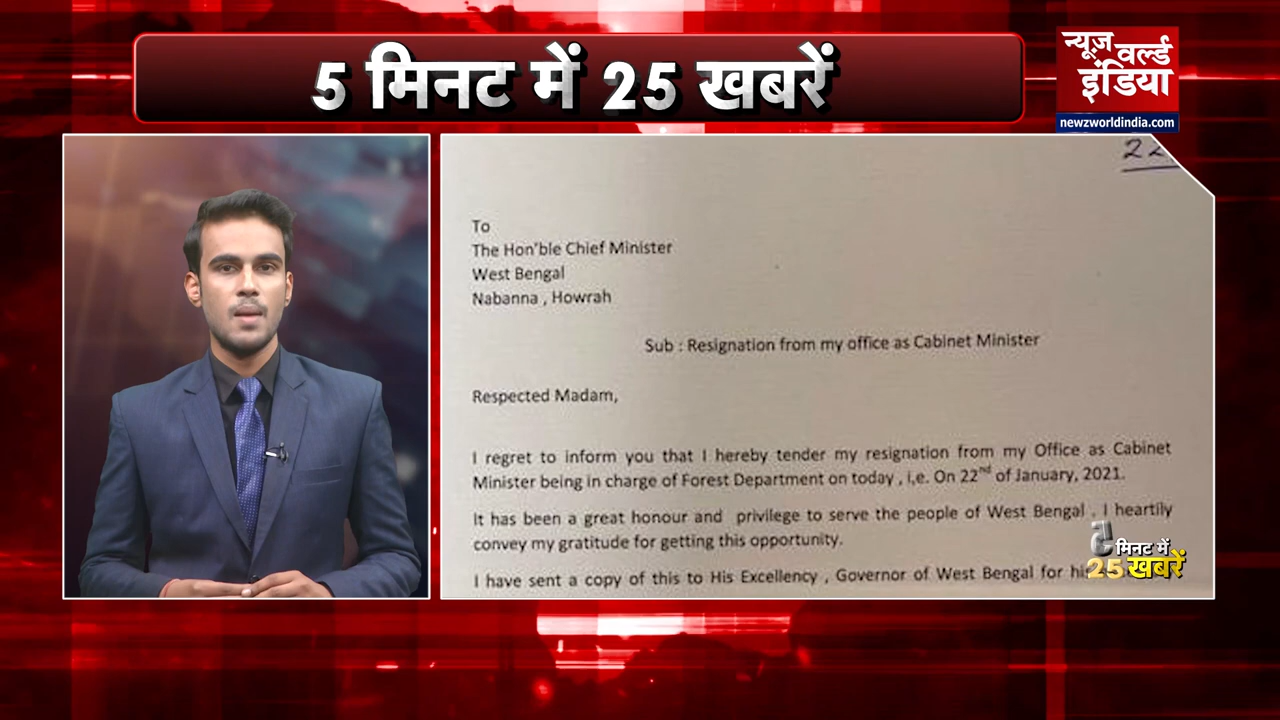 5 मिनट में 25 खबरें
न्यूज़ वर्ल्ड
इंडिया
newzworldindia.com
To
The Hon'ble Chief Minister
West Bengal
Nabanna , Howrah
Sub : Resignation from my office as Cabinet Minister
Respected Madam,
I regret to inform you that I hereby tender my resignation from my Office as Cabinet
Minister being in charge of Forest Department on today , i,e. On 22nd of January, 2021.
It has been a great honour and privilege to serve the people of West Bengal . I heartily
convey my gratitude for getting this opportunity.
I have sent a copy of this to His Excellency , Governor of West Bengal for
5 मिनट में
25 खबरें